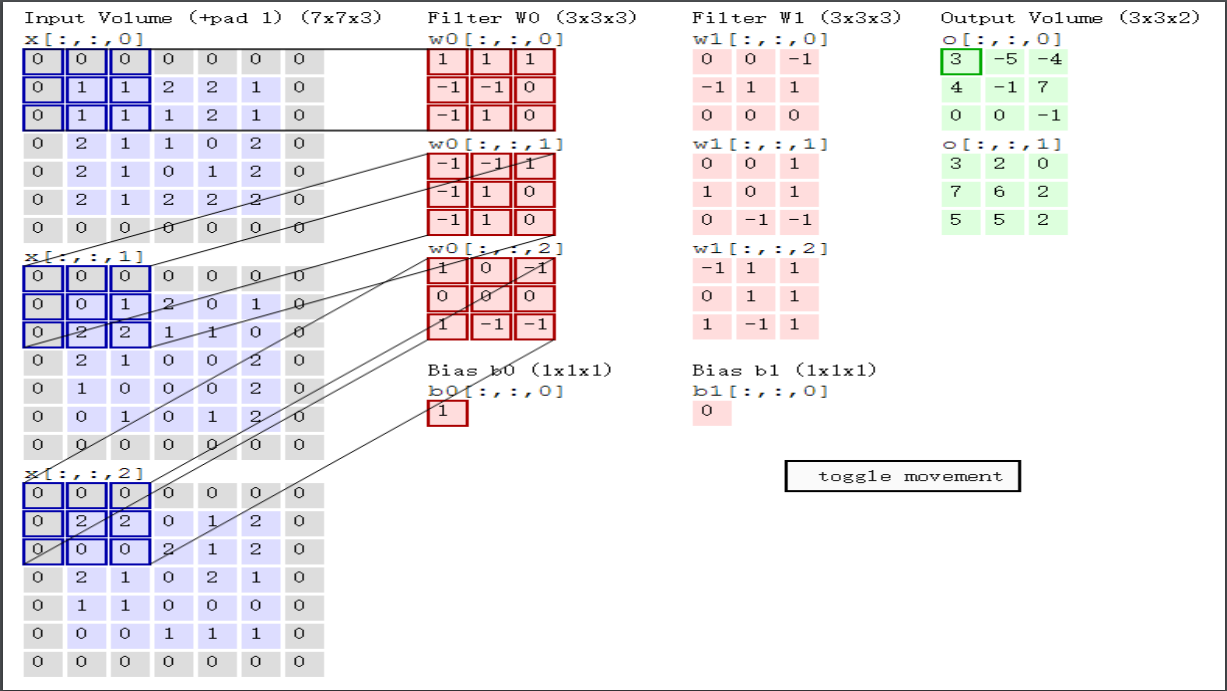 Input Volume (+pad 1) (7x7x3) Filter W0 (3x3x3) Filter W1 (3x3x3) Output Volume (3x3x2)
x[:,:,0] w0[:,:,0] w1[:,:,0] o[:,:,0]
0 0 0 0 0 0 0 1 1 1 0 0 -1 3 -5 -4
0 1 1 2 2 1 0 -1 -1 0 -1 1 1 4 -1 7
0 1 1 1 2 1 0 -1 1 0 0 0 0 0 0 -1
0 2 1 1 0 2 0 w0[:,:,1] w1[:,:,1] o[:,:,1]
0 2 1 0 1 2 0 -1 -1 1 0 0 1 3 2 0
0 2 1 2 2 2 0 -1 1 0 1 0 1 7 6 2
0 0 0 0 0 0 0 -1 1 0 0 -1 -1 5 5 2
x[:,:,1] w0[:,:,2] w1[:,:,2]
0 0 0 0 0 0 0 1 0 -1 -1 1 1
0 0 1 2 0 1 0 0 0 0 0 1 1
0 2 2 1 1 0 0 1 -1 -1 1 -1 1
0 2 1 0 0 2 0 Bias b0 (1x1x1) Bias b1 (1x1x1)
0 1 0 0 0 2 0 b0[:,:,0] b1[:,:,0]
0 0 1 0 1 2 0 1 0
0 0 0 0 0 0 0
x[:,:,2] toggle movement
0 0 0 0 0 0 0
0 2 2 0 1 2 0
0 0 0 2 1 2 0
0 2 1 0 2 1 0
0 1 1 0 0 0 0
0 0 0 1 1 1 0
0 0 0 0 0 0 0